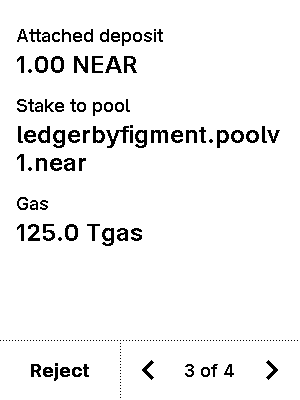 Attached deposit
1.00 NEAR
Stake to pool
ledgerbyfigment.poolv
1.near
Gas
125.0 Tgas
Reject
3 of 4